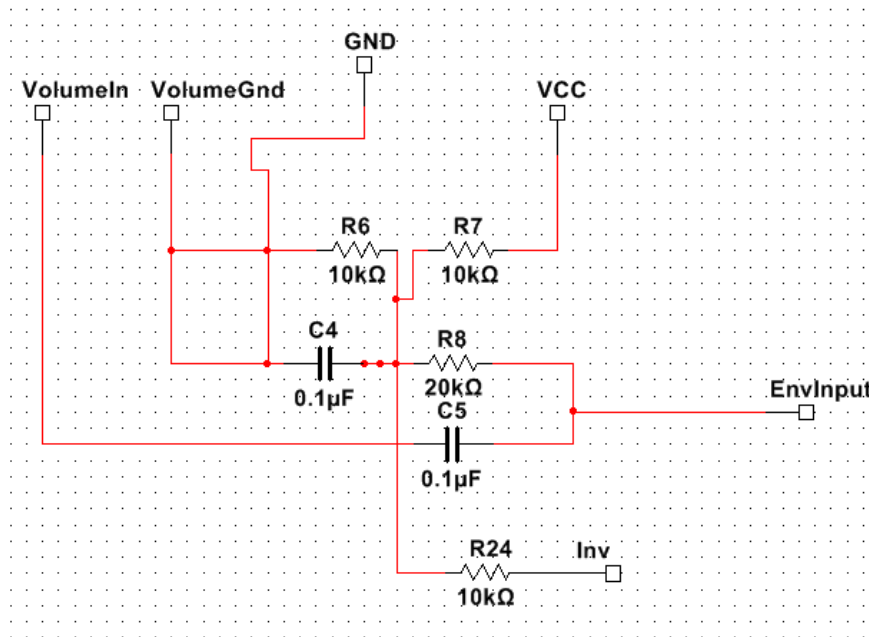 GND
VolumeIn
VolumeGnd
VCC
R6
10kΩ
R7
10kΩ
C4
0.1µF
R8
20kΩ
EnvInput
C5
0.1µF
R24
10kΩ
Inv